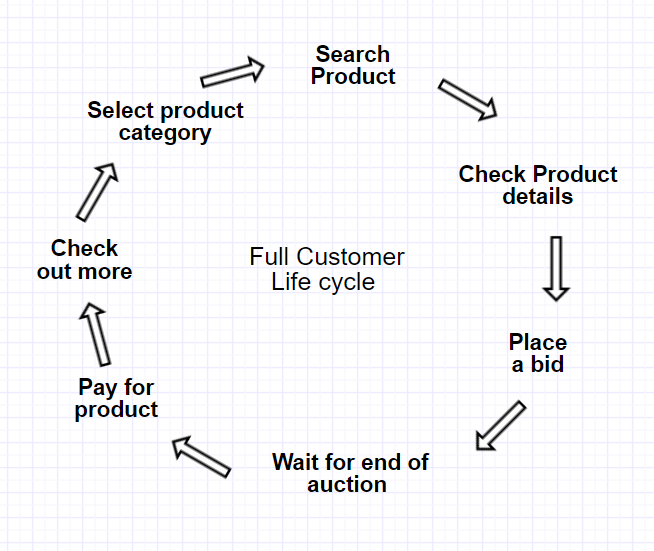 Search
Product
Check Product
details
Place
a bid
Wait for end of
auction
Pay for
product
Check
out more
Select product
category
Full Customer
Life cycle